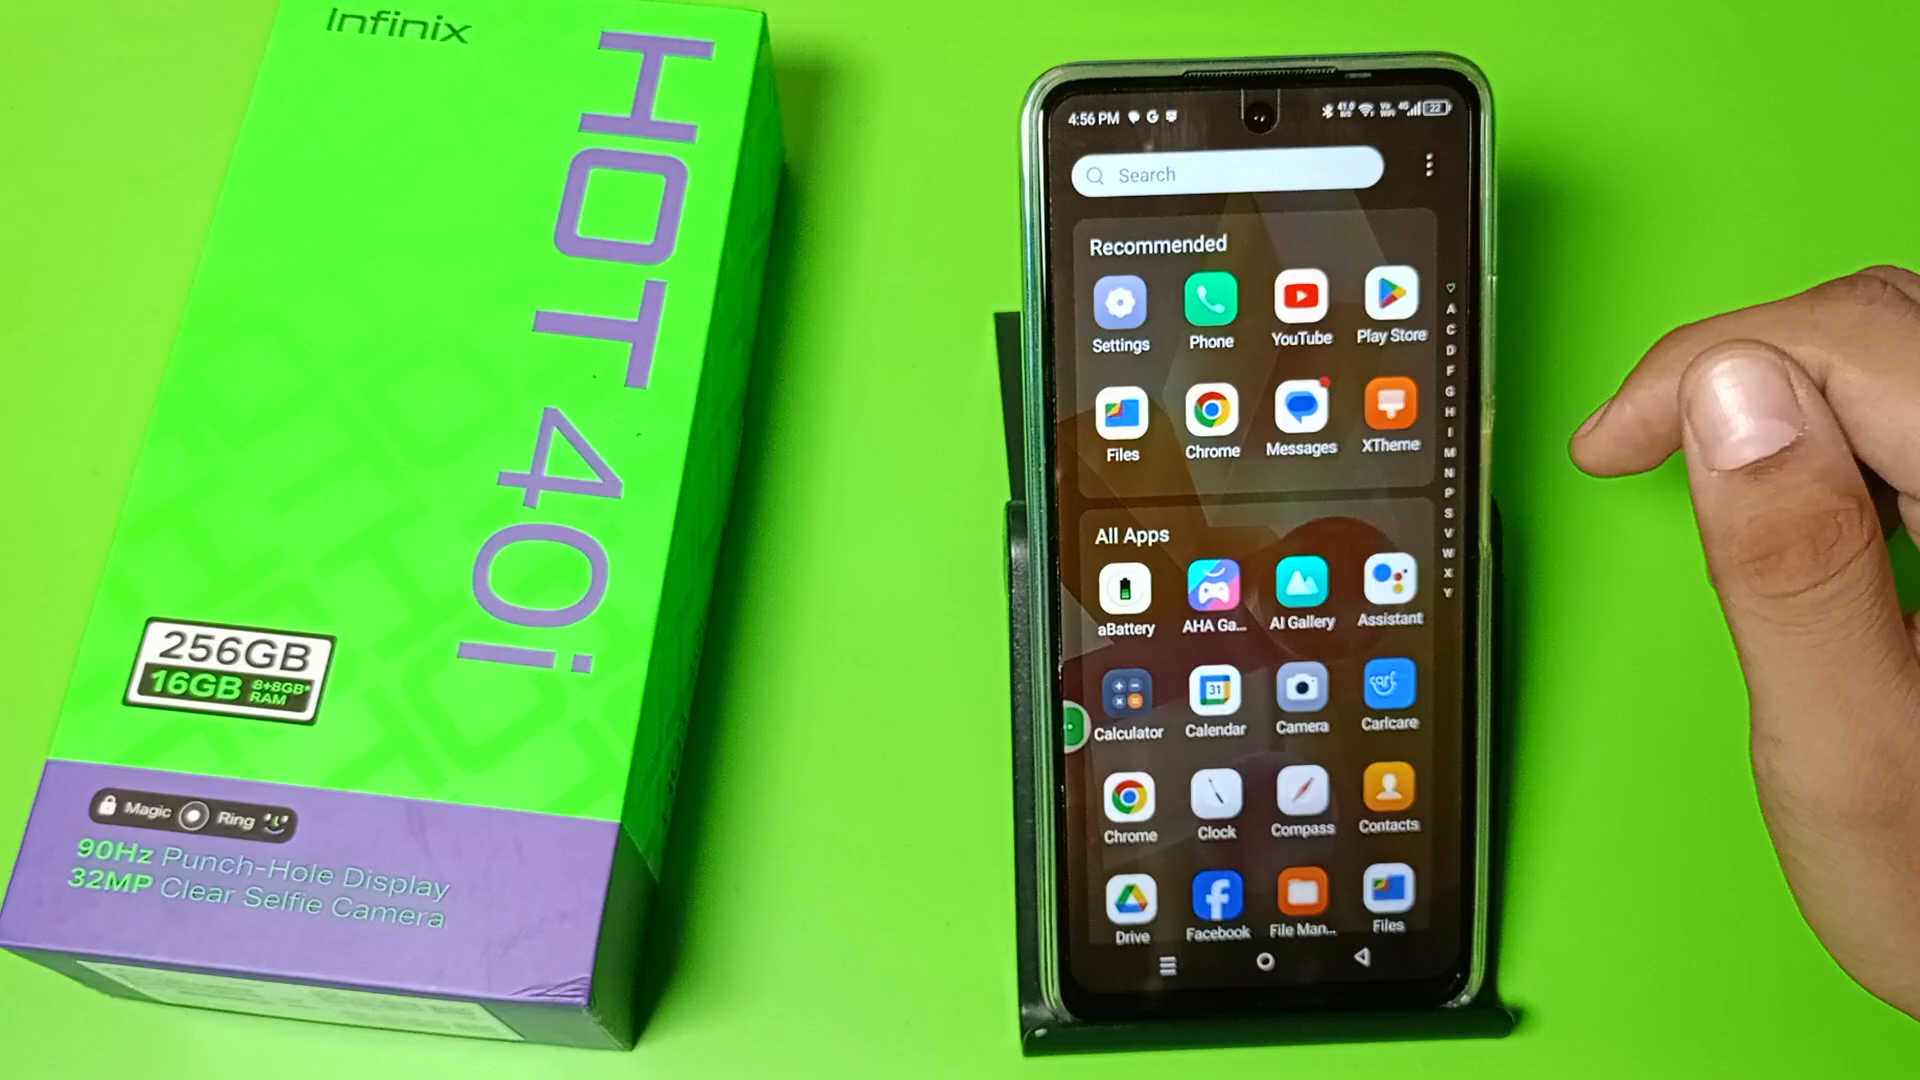 Infinix
HOT 40i
256GB
16GB 8+8GB*
RAM
Magic Ring
90Hz Punch-Hole Display
32MP Clear Selfie Camera
4:56 PM G 22
Search
Recommended
Settings Phone YouTube Play Store
Files Chrome Messages XTheme
All Apps
aBattery AHA Ga... AI Gallery Assistant
31
Calculator Calendar Camera Carlcare
Chrome Clock Compass Contacts
Drive Facebook File Man... Files
A
C
D
F
G
H
I
M
N
P
S
V
W
X
Y